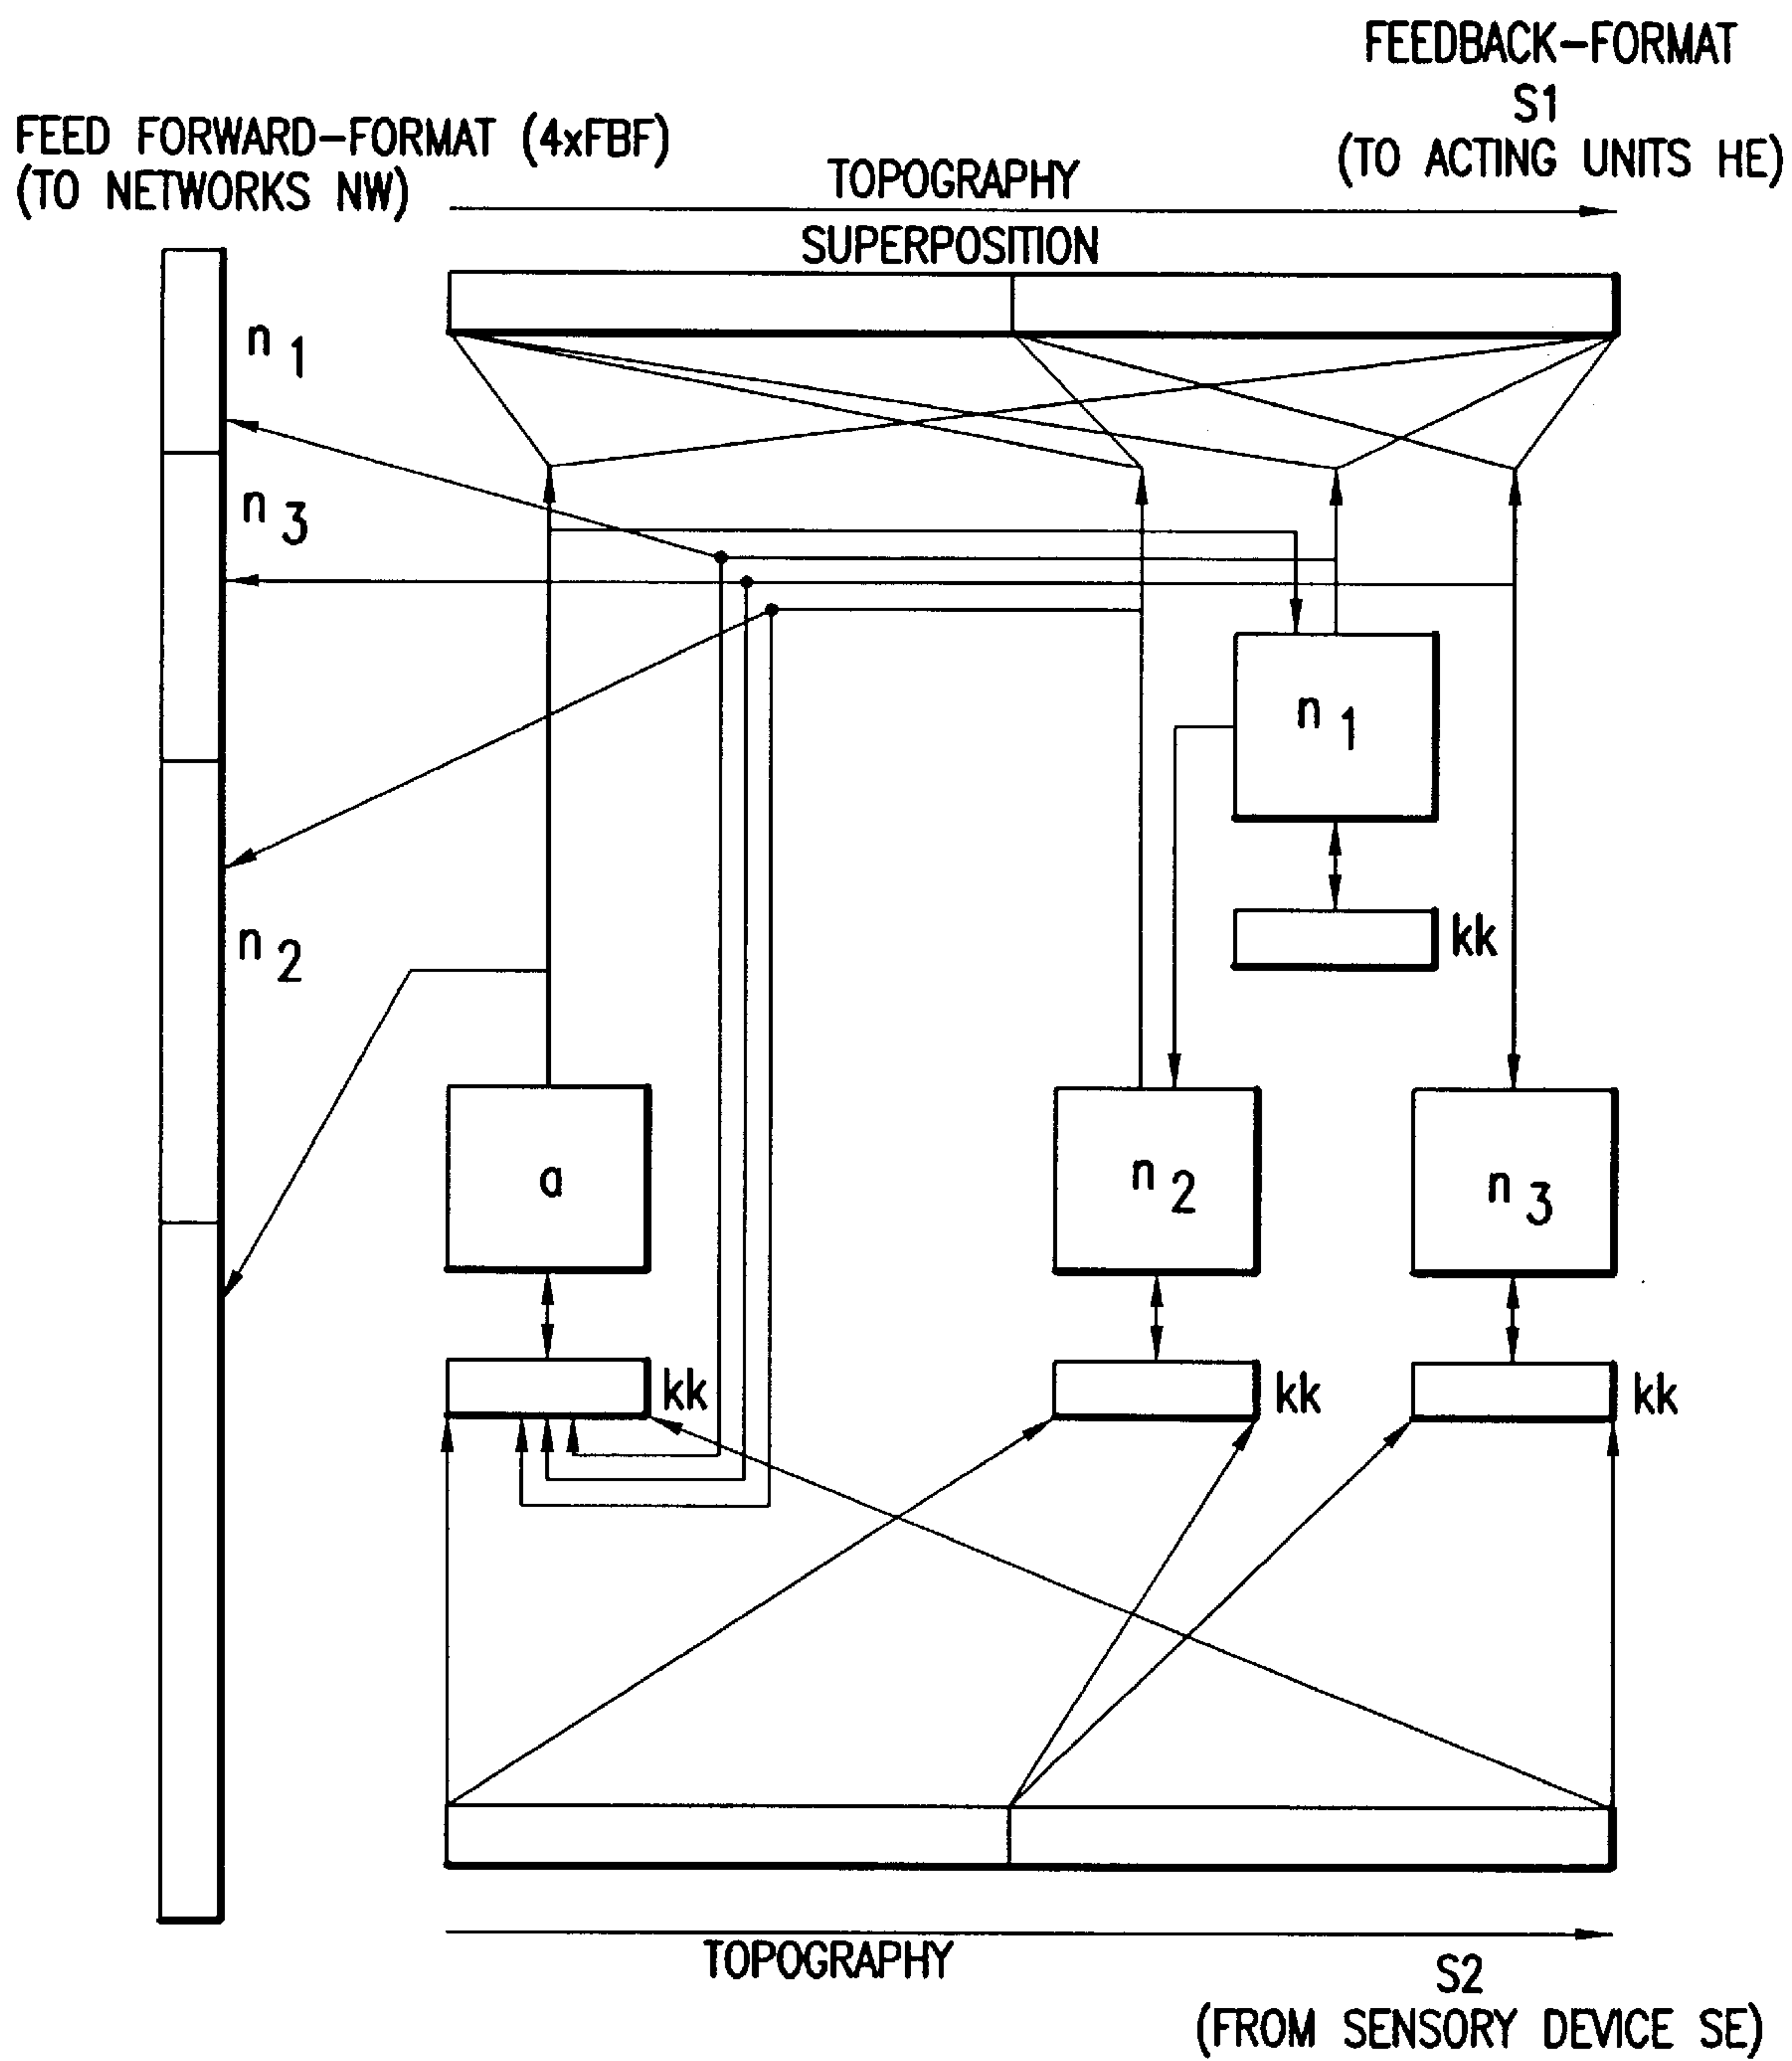 FEEDBACK-FORMAT
S1
(TO ACTING UNITS HE)
FEED FORWARD-FORMAT (4xFBF)
(TO NETWORKS NW)
TOPOGRAPHY
SUPERPOSITION
n 1
n 3
n 1
kk
n 2
a
n 2
n 3
kk
kk
kk
TOPOGRAPHY
S2
(FROM SENSORY DEVICE SE)